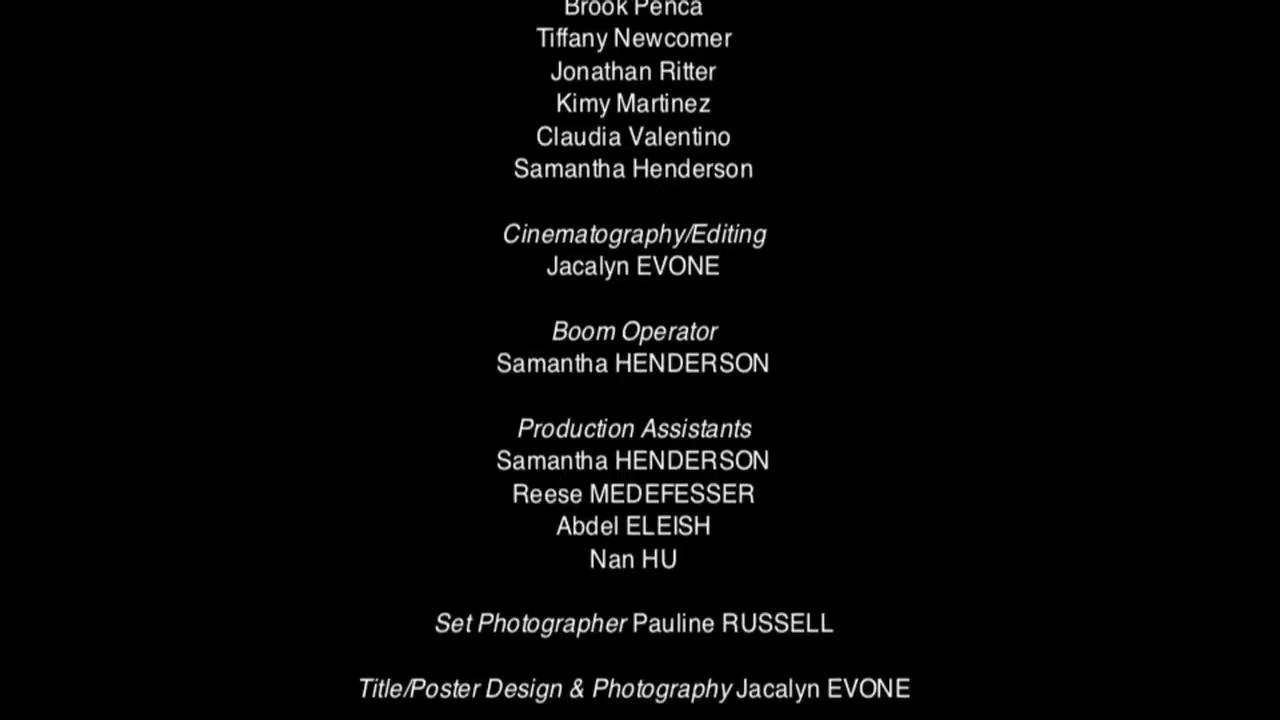 Brook Penca
Tiffany Newcomer
Jonathan Ritter
Kimy Martinez
Claudia Valentino
Samantha Henderson
Cinematography/Editing
Jacalyn EVONE
Boom Operator
Samantha HENDERSON
Production Assistants
Samantha HENDERSON
Reese MEDEFESSER
Abdel ELEISH
Nan HU
Set Photographer Pauline RUSSELL
Title/Poster Design & Photography Jacalyn EVONE